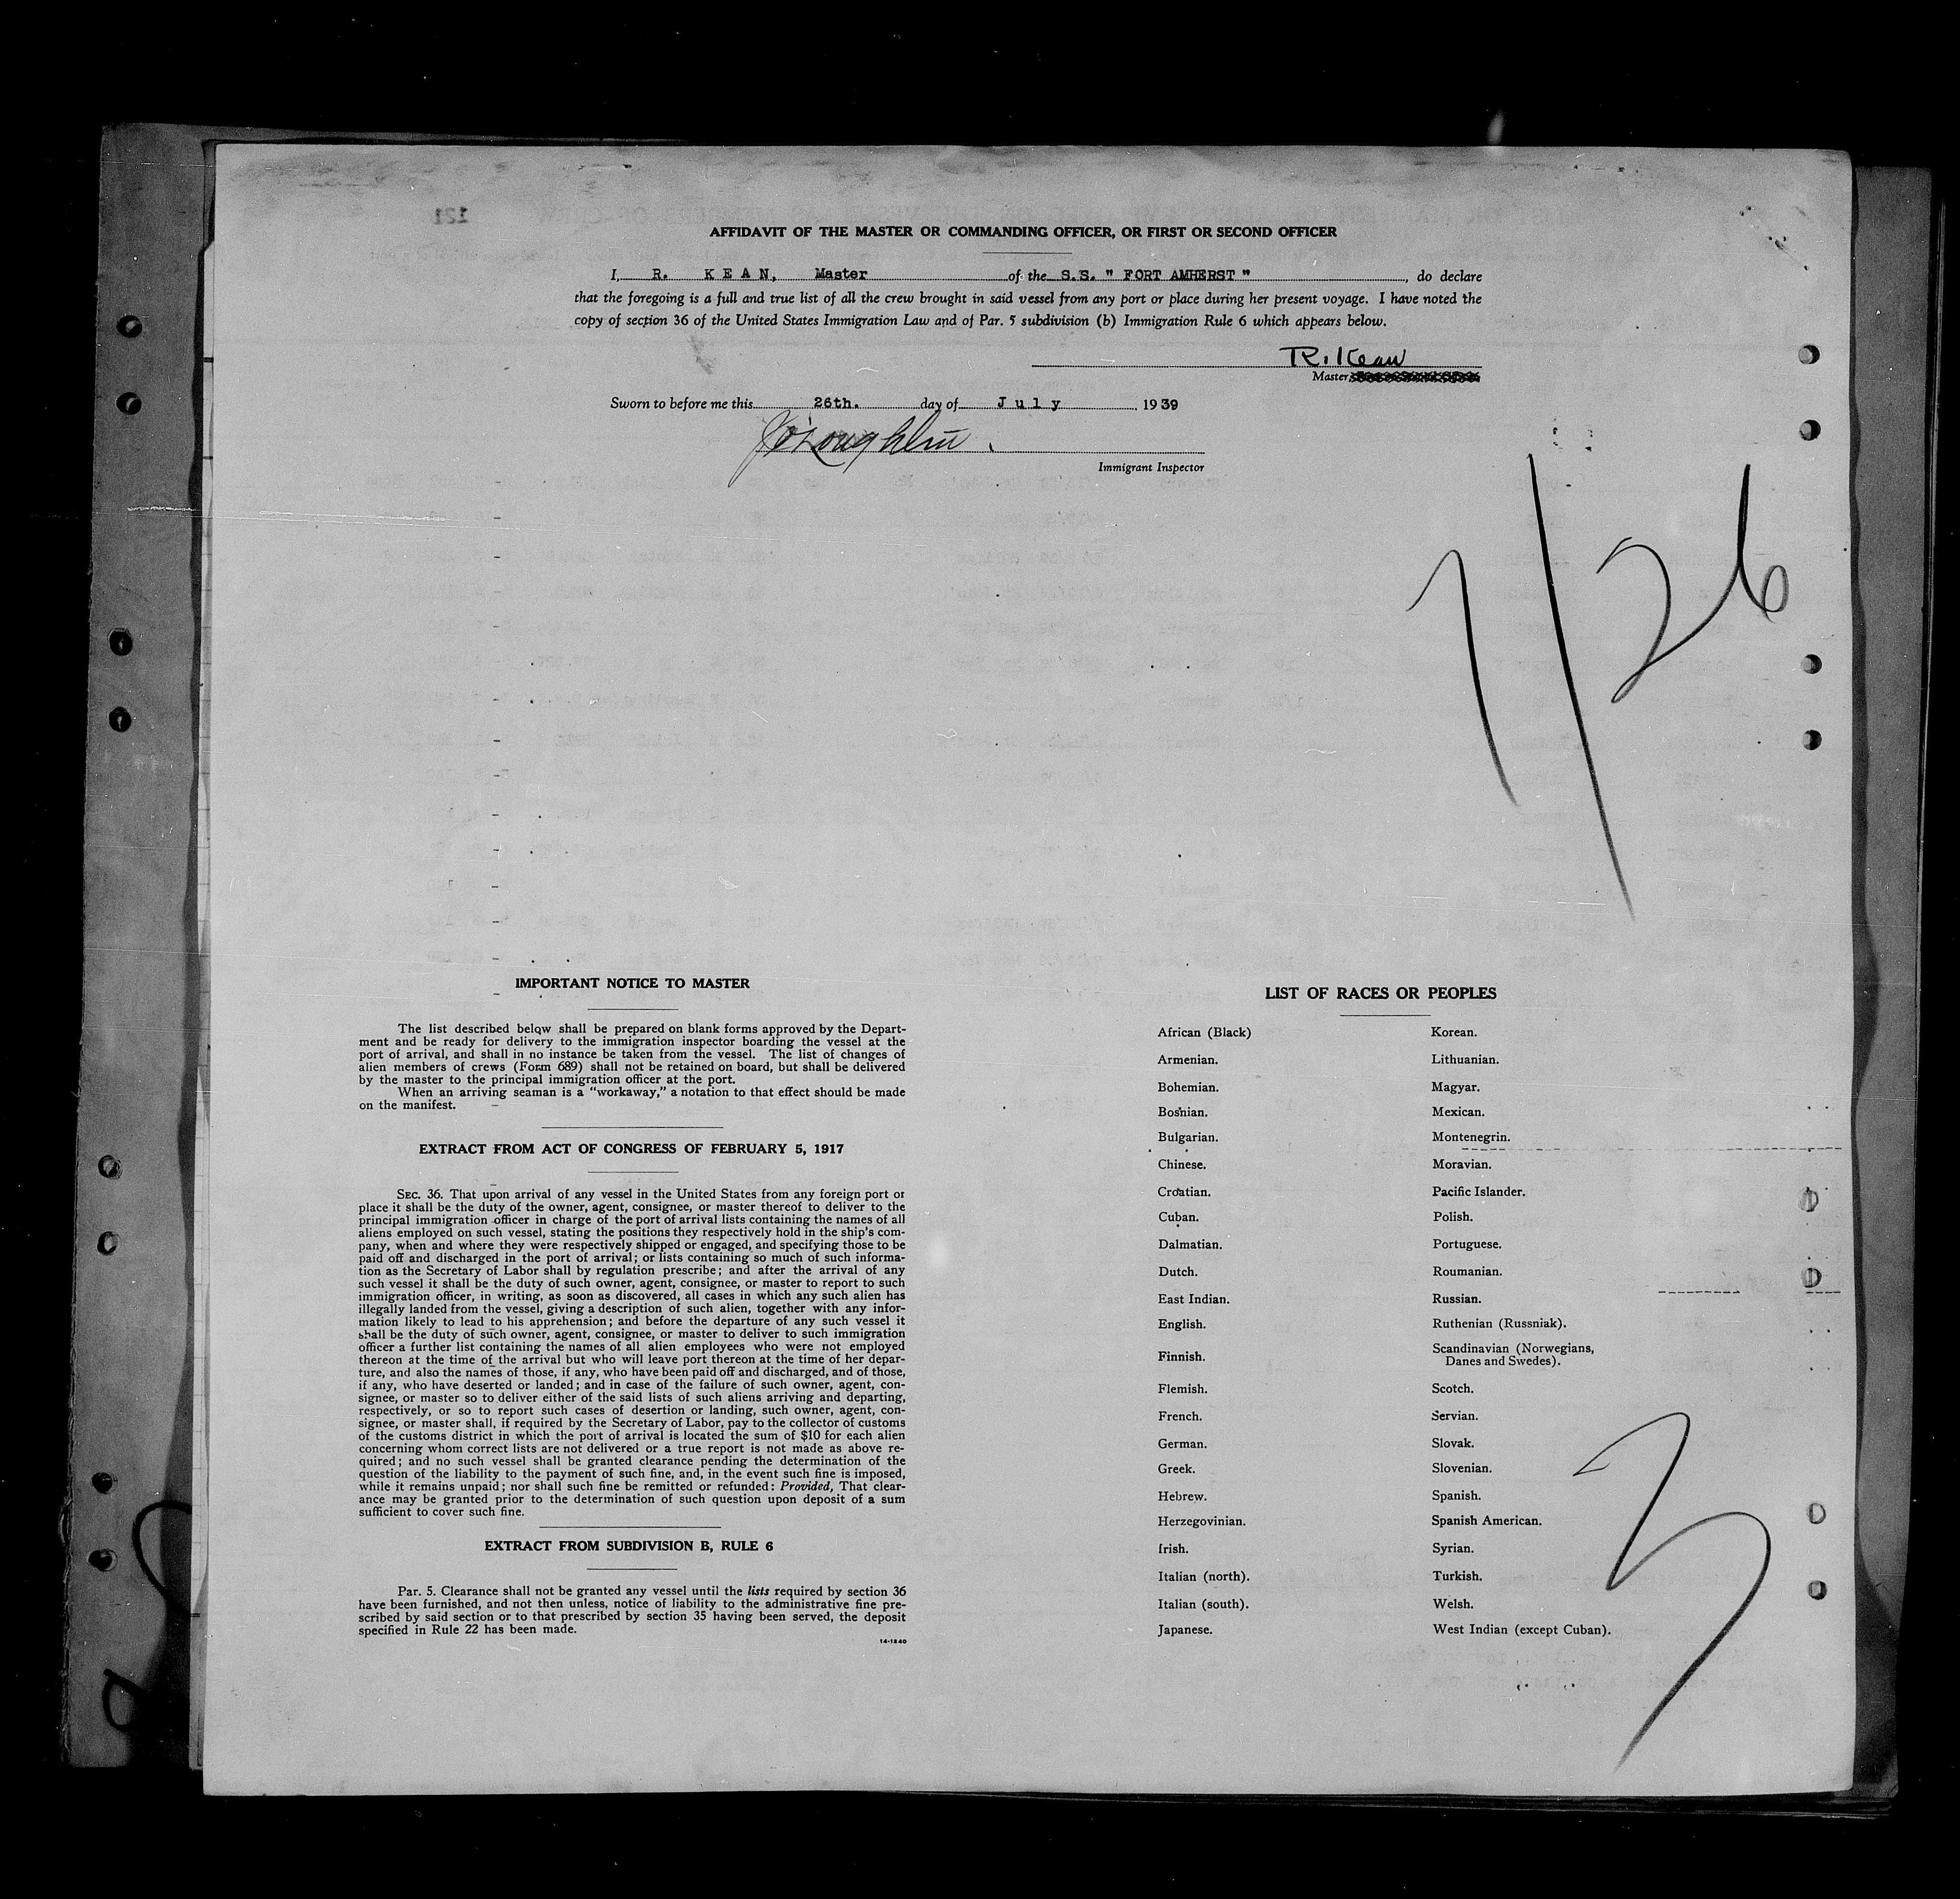 AFFIDAVIT OF THE MASTER OR COMMANDING OFFICER, OR FIRST OR SECOND OFFICER
I, R. KEAN, Master of the S.S. " FORT AMHERST ", do declare
that the foregoing is a full and true list of all the crew brought in said vessel from any port or place during her present voyage. I have noted the
copy of section 36 of the United States Immigration Law and of Par. 5 subdivision (b) Immigration Rule 6 which appears below.
R. Kean
Master
Sworn to before me this 26th. day of July, 1939
Immigrant Inspector
7/26
IMPORTANT NOTICE TO MASTER
The list described below shall be prepared on blank forms approved by the Depart-
ment and be ready for delivery to the immigration inspector boarding the vessel at the
port of arrival, and shall in no instance be taken from the vessel. The list of changes of
alien members of crews (Form 689) shall not be retained on board, but shall be delivered
by the master to the principal immigration officer at the port.
When an arriving seaman is a "workaway," a notation to that effect should be made
on the manifest.
EXTRACT FROM ACT OF CONGRESS OF FEBRUARY 5, 1917
SEC. 36. That upon arrival of any vessel in the United States from any foreign port or
place it shall be the duty of the owner, agent, consignee, or master thereof to deliver to the
principal immigration officer in charge of the port of arrival lists containing the names of all
aliens employed on such vessel, stating the positions they respectively hold in the ship's com-
pany, when and where they were respectively shipped or engaged, and specifying those to be
paid off and discharged in the port of arrival; or lists containing so much of such informa-
tion as the Secretary of Labor shall by regulation prescribe; and after the arrival of any
such vessel it shall be the duty of such owner, agent, consignee, or master to report to such
immigration officer, in writing, as soon as discovered, all cases in which any such alien has
illegally landed from the vessel, giving a description of such alien, together with any infor-
mation likely to lead to his apprehension; and before the departure of any such vessel it
shall be the duty of such owner, agent, consignee, or master to deliver to such immigration
officer a further list containing the names of all alien employees who were not employed
thereon at the time of the arrival but who will leave port thereon at the time of her depar-
ture, and also the names of those, if any, who have been paid off and discharged, and of those,
if any, who have deserted or landed; and in case of the failure of such owner, agent, con-
signee, or master so to deliver either of the said lists of such aliens arriving and departing,
respectively, or so to report such cases of desertion or landing, such owner, agent, con-
signee, or master shall, if required by the Secretary of Labor, pay to the collector of customs
of the customs district in which the port of arrival is located the sum of $10 for each alien
concerning whom correct lists are not delivered or a true report is not made as above re-
quired; and no such vessel shall be granted clearance pending the determination of the
question of the liability to the payment of such fine, and, in the event such fine is imposed,
while it remains unpaid; nor shall such fine be remitted or refunded: Provided, That clear-
ance may be granted prior to the determination of such question upon deposit of a sum
sufficient to cover such fine.
EXTRACT FROM SUBDIVISION B, RULE 6
Par. 5. Clearance shall not be granted any vessel until the lists required by section 36
have been furnished, and not then unless, notice of liability to the administrative fine pre-
scribed by said section or to that prescribed by section 35 having been served, the deposit
specified in Rule 22 has been made.
14-1240
LIST OF RACES OR PEOPLES
African (Black)
Armenian.
Bohemian.
Bosnian.
Bulgarian.
Chinese.
Croatian.
Cuban.
Dalmatian.
Dutch.
East Indian.
English.
Finnish.
Flemish.
French.
German.
Greek.
Hebrew.
Herzegovinian.
Irish.
Italian (north).
Italian (south).
Japanese.
Korean.
Lithuanian.
Magyar.
Mexican.
Montenegrin.
Moravian.
Pacific Islander.
Polish.
Portuguese.
Roumanian.
Russian.
Ruthenian (Russniak).
Scandinavian (Norwegians,
Danes and Swedes).
Scotch.
Servian.
Slovak.
Slovenian.
Spanish.
Spanish American.
Syrian.
Turkish.
Welsh.
West Indian (except Cuban).
3